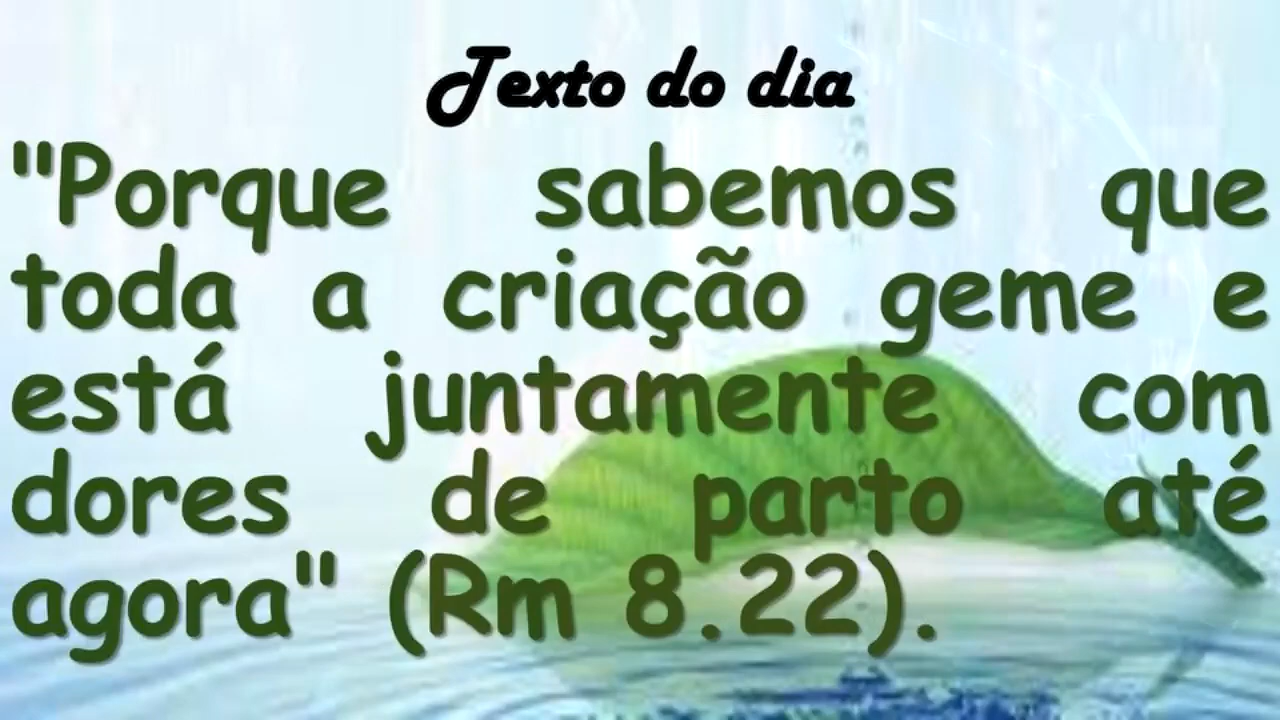 Texto do dia
"Porque sabemos que
toda a criação geme e
está juntamente com
dores de parto até
agora" (Rm 8.22).